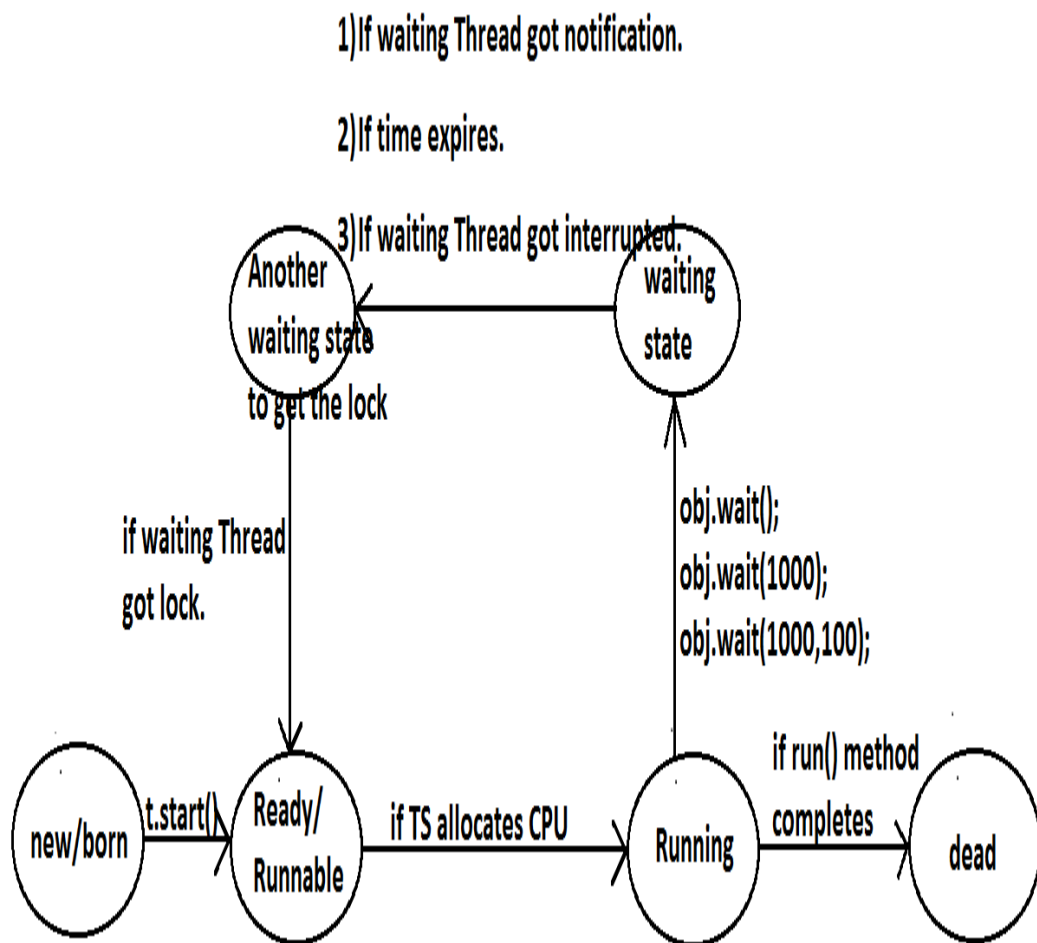 1)If waiting Thread got notification.
2)If time expires.
3)If waiting Thread got interrupted.
Another
waiting state
to get the lock
waiting
state
if waiting Thread
got lock.
obj.wait();
obj.wait(1000);
obj.wait(1000,100);
new/born
t.start()
Ready/
Runnable
if TS allocates CPU
Running
if run() method
completes
dead